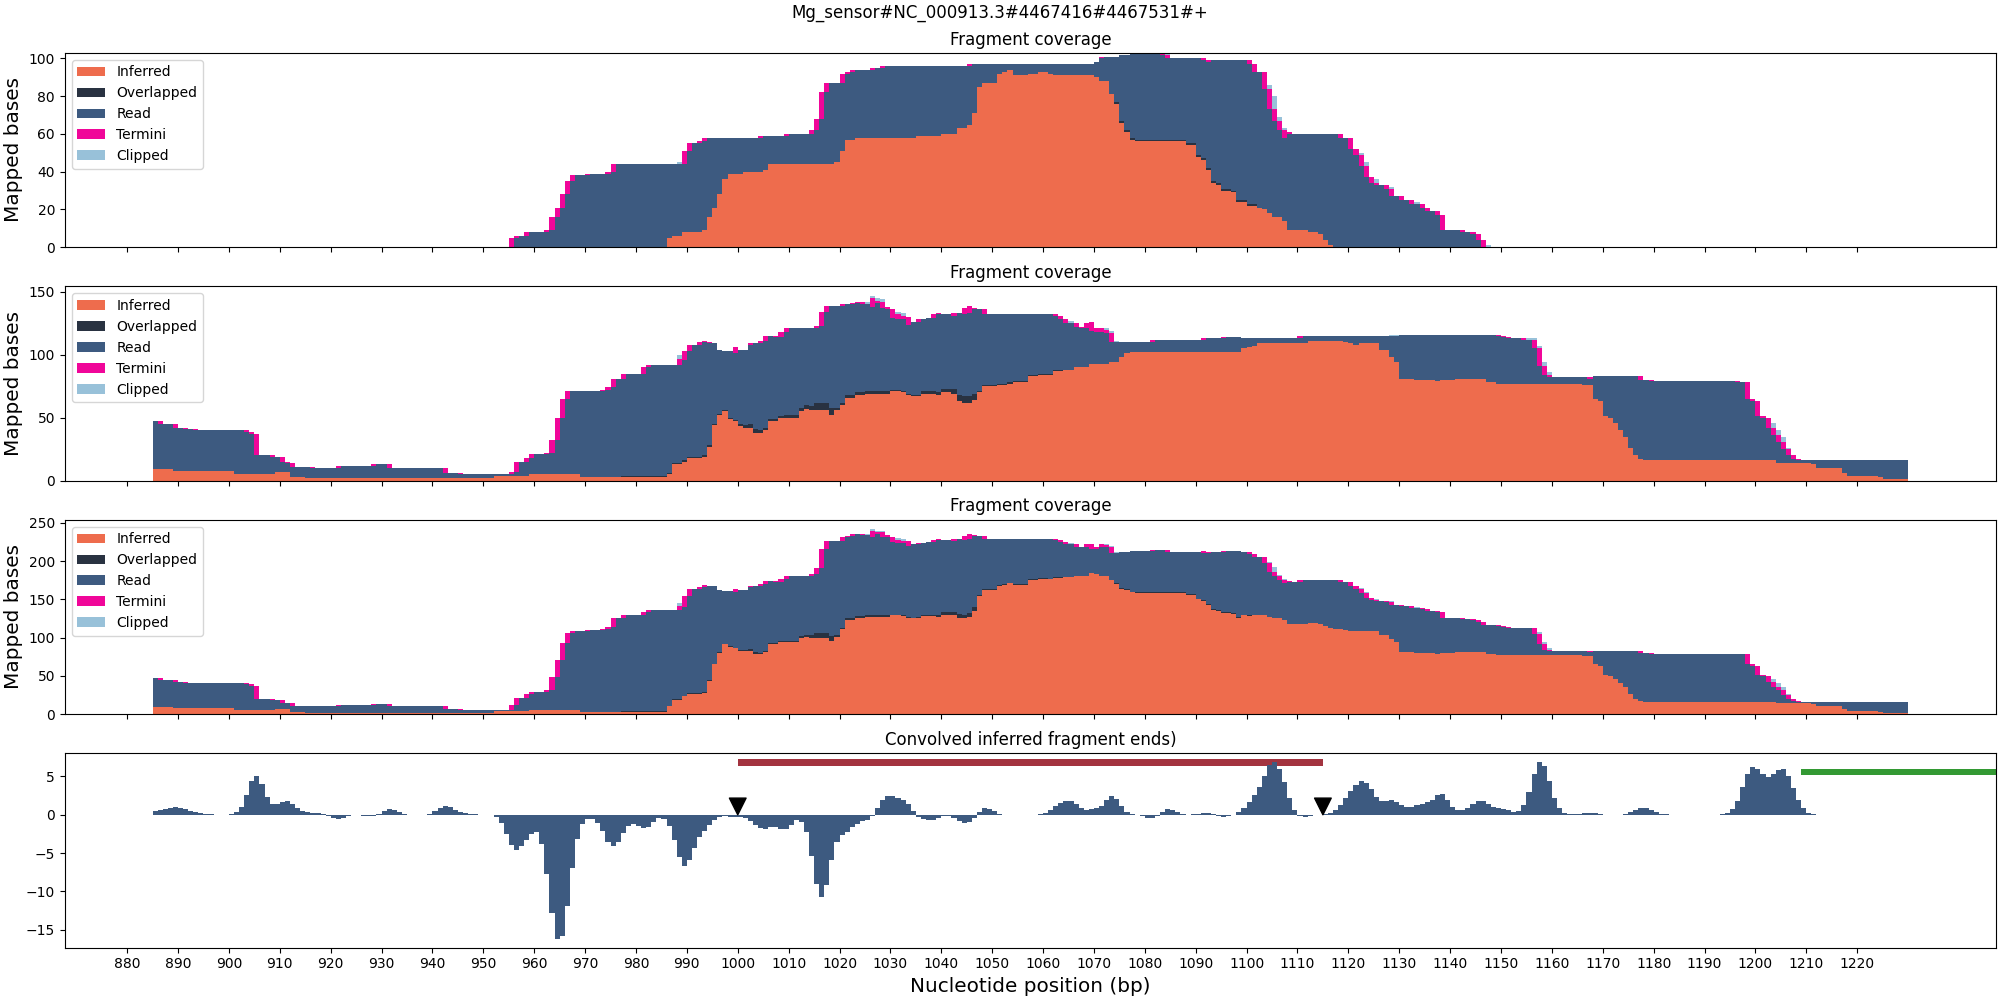 Mg_sensor#NC_000913.3#4467416#4467531#+
Fragment coverage
Mapped bases
100
80
60
40
20
0
Inferred
Overlapped
Read
Termini
Clipped
Fragment coverage
Mapped bases
150
100
50
0
Inferred
Overlapped
Read
Termini
Clipped
Fragment coverage
Mapped bases
250
200
150
100
50
0
Inferred
Overlapped
Read
Termini
Clipped
Convolved inferred fragment ends)
5
0
−5
−10
−15
880 890 900 910 920 930 940 950 960 970 980 990 1000 1010 1020 1030 1040 1050 1060 1070 1080 1090 1100 1110 1120 1130 1140 1150 1160 1170 1180 1190 1200 1210 1220
Nucleotide position (bp)